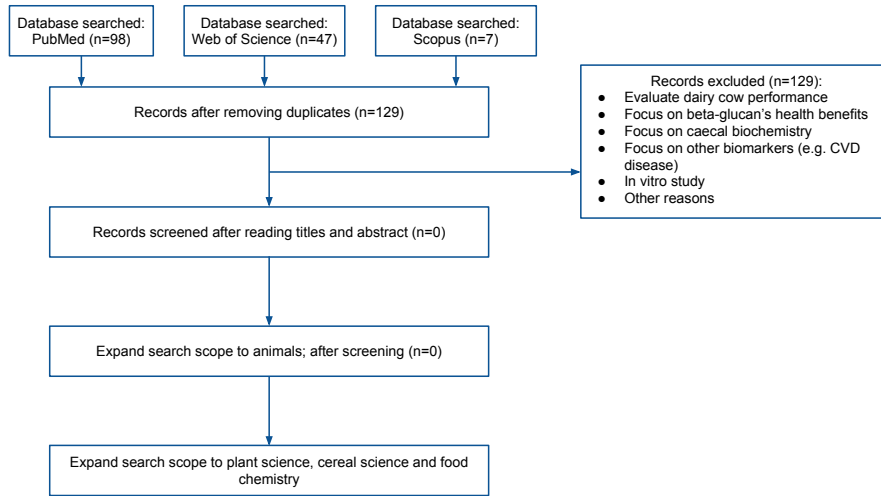 Database searched:
PubMed (n=98)
Database searched:
Web of Science (n=47)
Database searched:
Scopus (n=7)
Records after removing duplicates (n=129)
Records excluded (n=129):
● Evaluate dairy cow performance
● Focus on beta-glucan's health benefits
● Focus on caecal biochemistry
● Focus on other biomarkers (e.g. CVD
disease)
● In vitro study
● Other reasons
Records screened after reading titles and abstract (n=0)
Expand search scope to animals; after screening (n=0)
Expand search scope to plant science, cereal science and food
chemistry